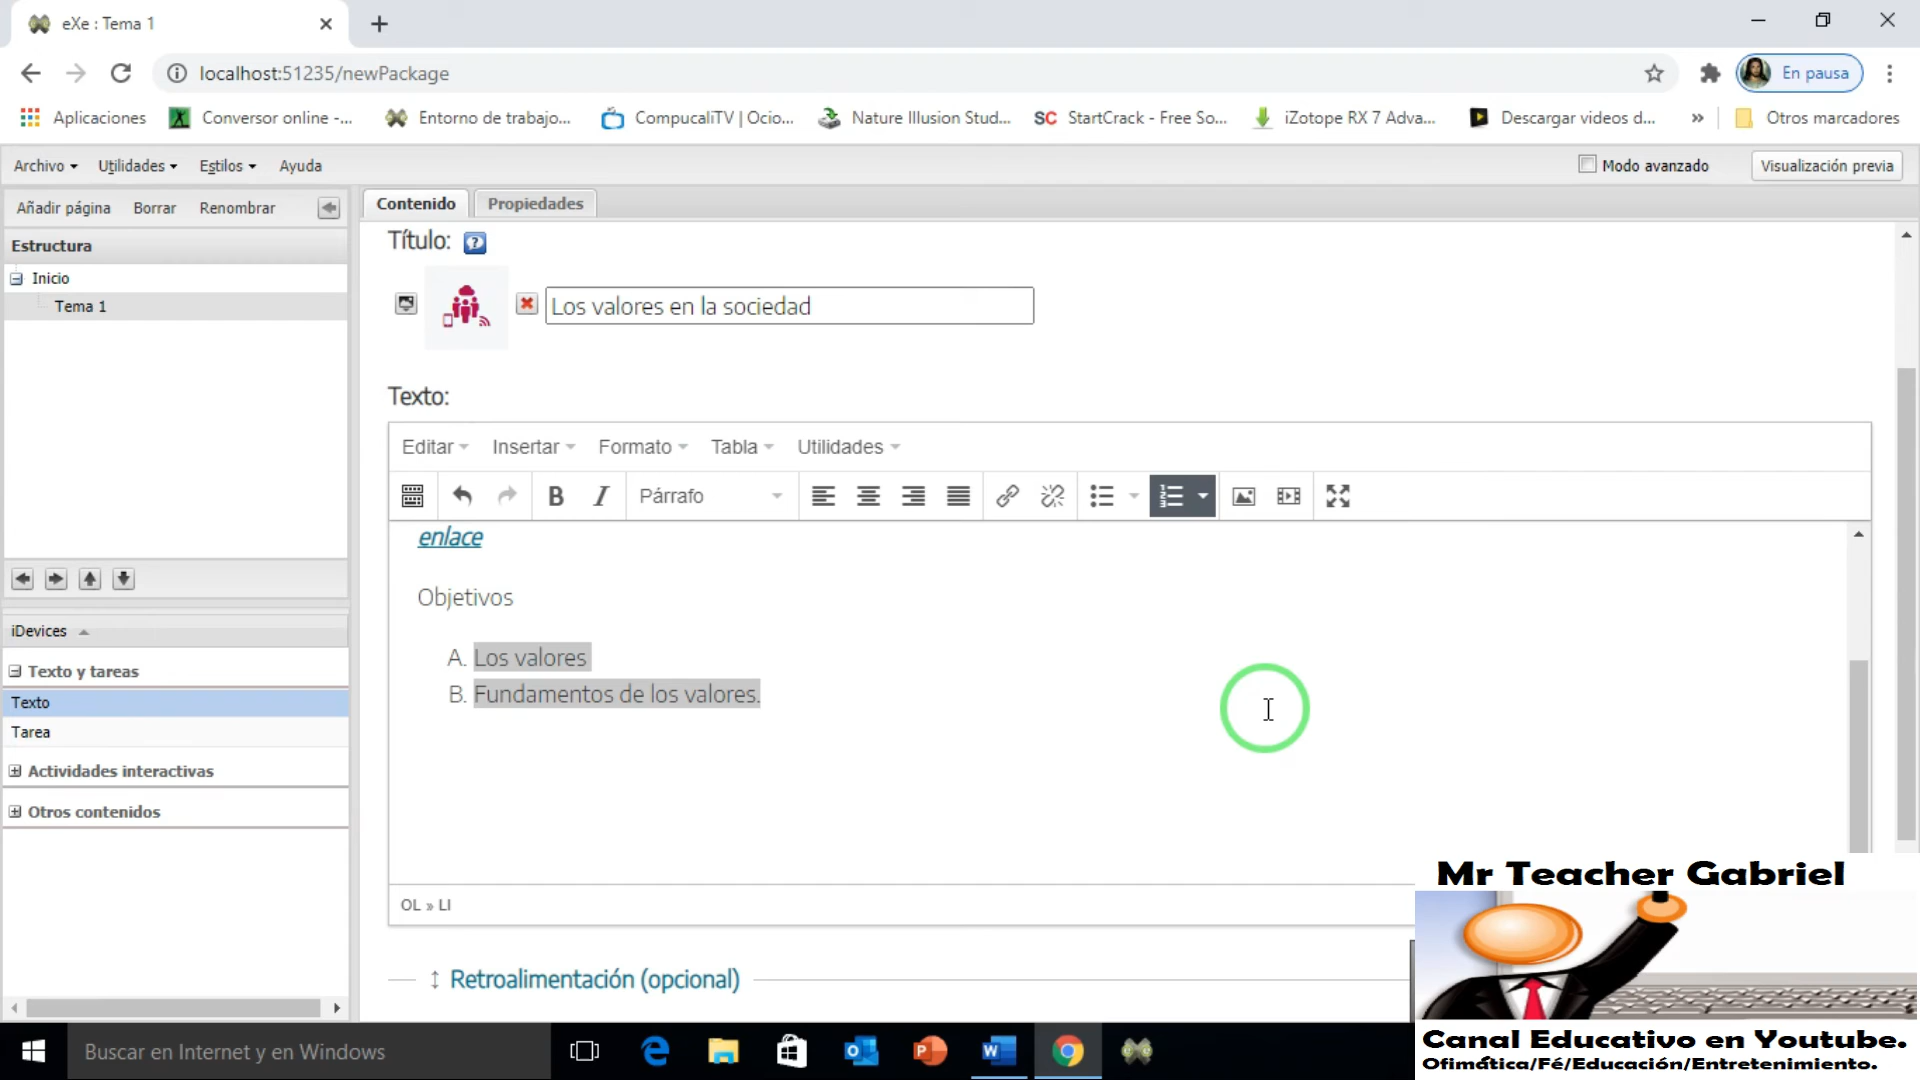 eXe : Tema 1
localhost:51235/newPackage
En pausa
Aplicaciones
Conversor online -...
Entorno de trabajo...
CompucaliTV | Ocio...
Nature Illusion Stud...
SC StartCrack - Free So...
iZotope RX 7 Adva...
Descargar videos d...
»
Otros marcadores
Archivo Utilidades Estilos Ayuda
Modo avanzado
Visualización previa
Añadir página Borrar Renombrar
Contenido Propiedades
Estructura
Inicio
Tema 1
iDevices
Texto y tareas
Texto
Tarea
Actividades interactivas
Otros contenidos
Título: ?
Los valores en la sociedad
Texto:
Editar Insertar Formato Tabla Utilidades
B I Párrafo
enlace
Objetivos
A. Los valores
B. Fundamentos de los valores.
OL » LI
Retroalimentación (opcional)
Mr Teacher Gabriel
Canal Educativo en Youtube.
Ofimática/Fé/Educación/Entretenimiento.
Buscar en Internet y en Windows